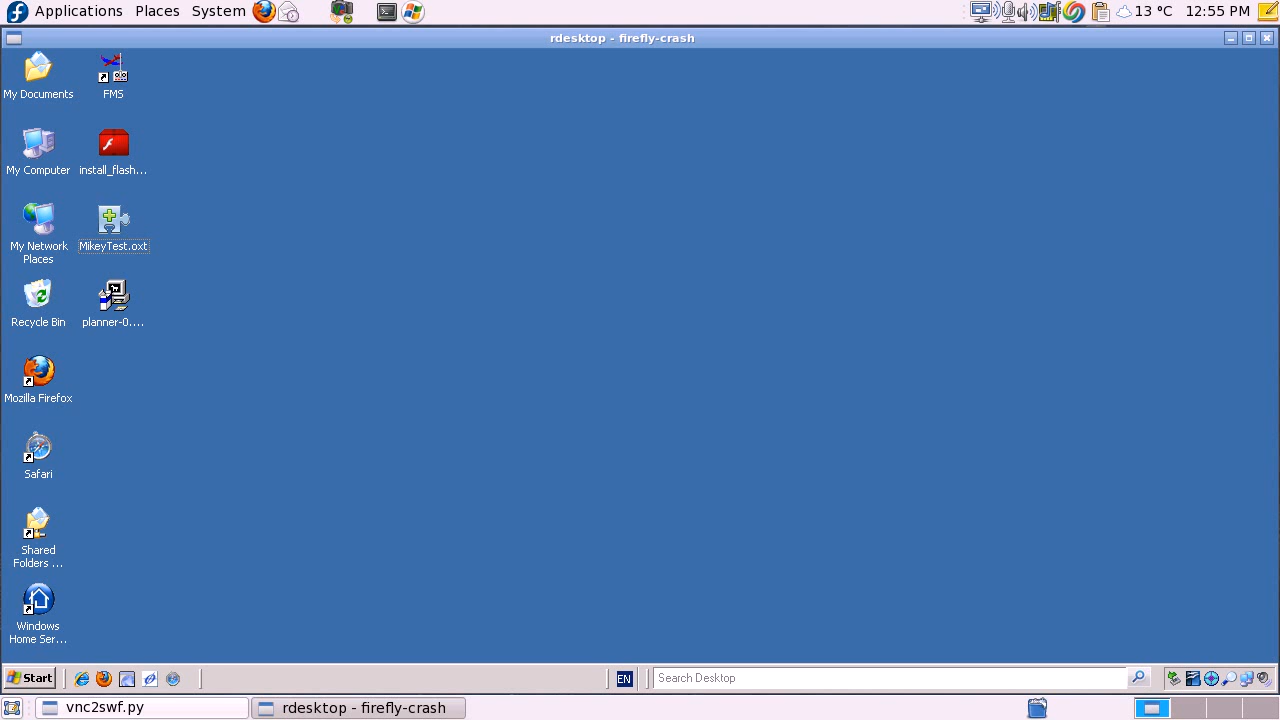 Applications Places System
13 °C 12:55 PM
rdesktop - firefly-crash
My Documents
FMS
My Computer
install_flash...
My Network
Places
MikeyTest.oxt
Recycle Bin
planner-0....
Mozilla Firefox
Safari
Shared
Folders ...
Windows
Home Ser...
Start
EN
Search Desktop
vnc2swf.py
rdesktop - firefly-crash